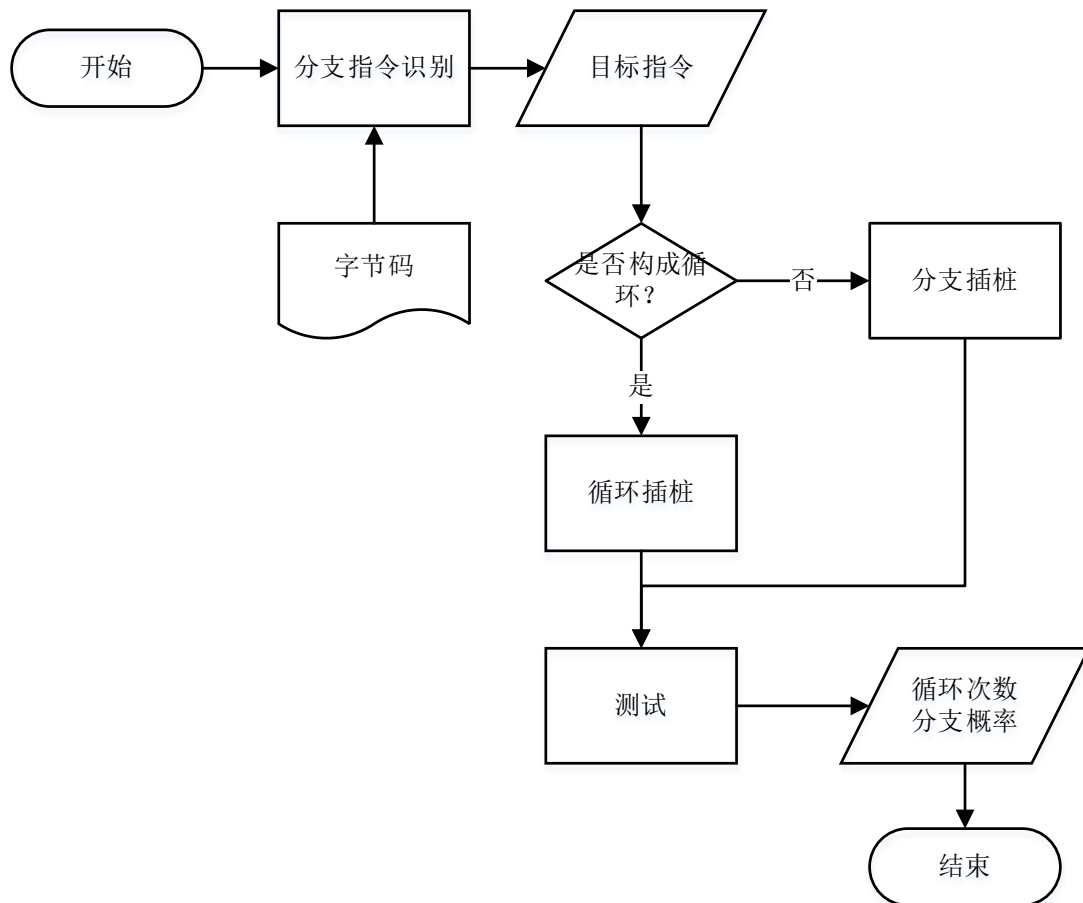 开始
分支指令识别
目标指令
字节码
是否构成循
环？
否
分支插桩
是
循环插桩
测试
循环次数
分支概率
结束